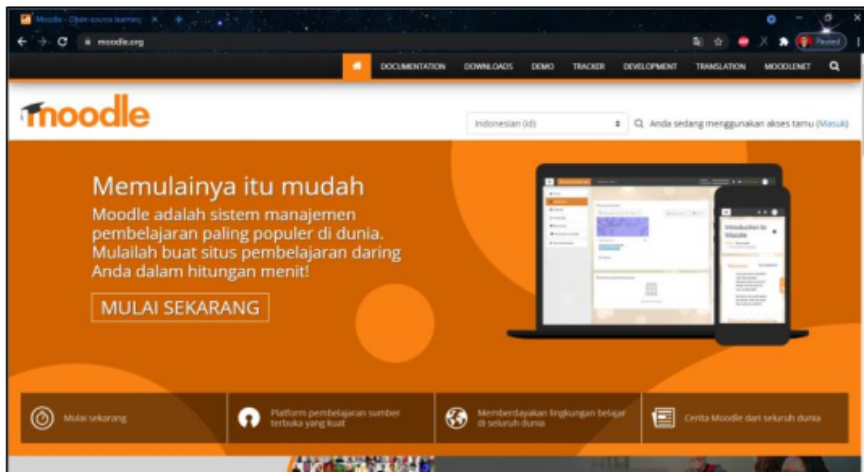 Moodle - Open-source learning
moodle.org
Paused
DOCUMENTATION DOWNLOADS DEMO TRACKER DEVELOPMENT TRANSLATION MOODLENET
moodle
Indonesian (id)
Anda sedang menggunakan akses tamu (Masuk)
Memulainya itu mudah
Moodle adalah sistem manajemen
pembelajaran paling populer di dunia.
Mulailah buat situs pembelajaran daring
Anda dalam hitungan menit!
MULAI SEKARANG
Introduction to
Moodle
Mulai sekarang
Platform pembelajaran sumber
terbuka yang kuat
Memberdayakan lingkungan belajar
di seluruh dunia
Cerita Moodle dari seluruh dunia